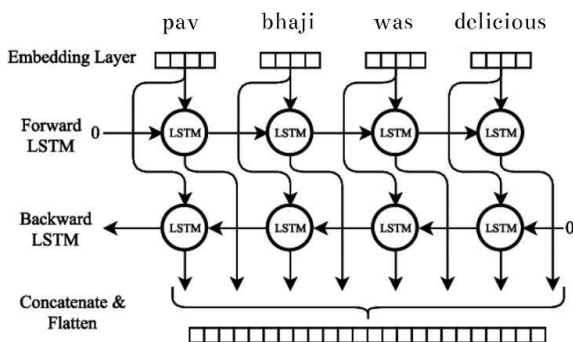 pav bhaji was delicious
Embedding Layer
Forward LSTM
0 LSTM LSTM LSTM LSTM
Backward LSTM
LSTM LSTM LSTM LSTM 0
Concatenate &
Flatten